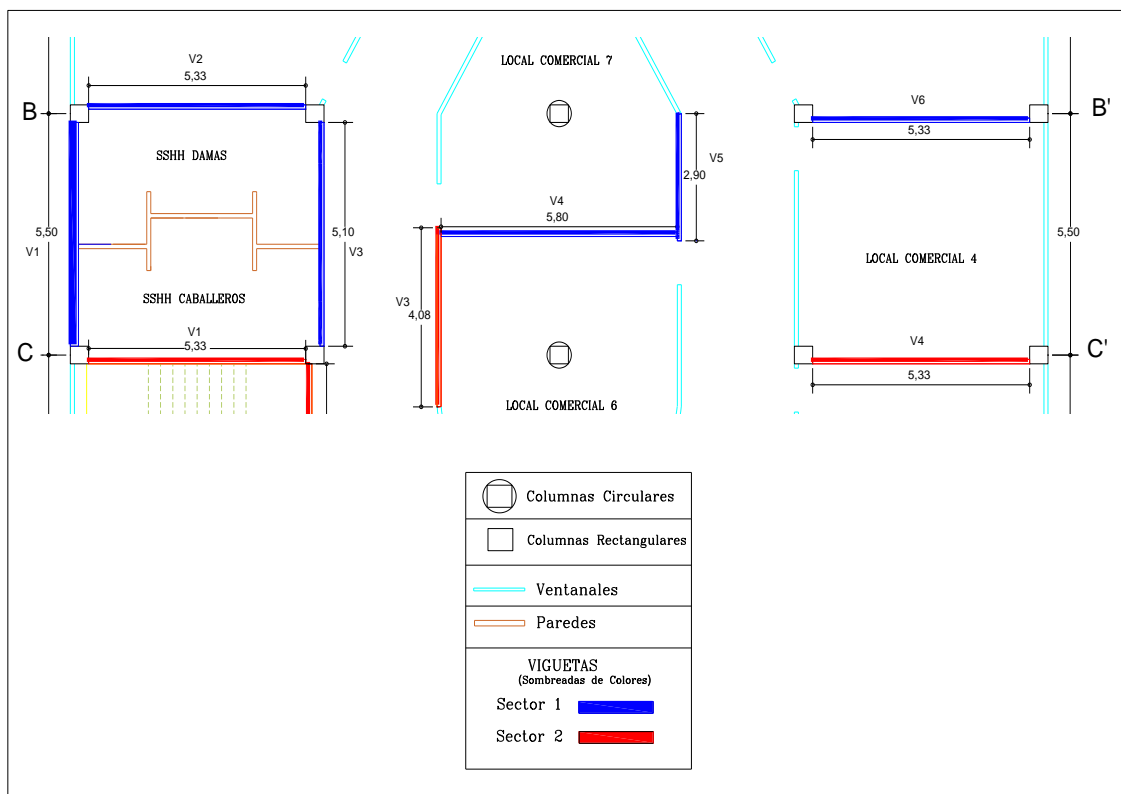 V2
5,33
B
SSHH DAMAS
5,50
V1
5,10
V3
SSHH CABALLEROS
V1
5,33
C
LOCAL COMERCIAL 7
V5
2,90
V4
5,80
V3
4,08
LOCAL COMERCIAL 6
V6
5,33
B'
5,50
LOCAL COMERCIAL 4
V4
5,33
C'
Columnas Circulares
Columnas Rectangulares
Ventanales
Paredes
VIGUETAS
(Sombreadas de Colores)
Sector 1
Sector 2